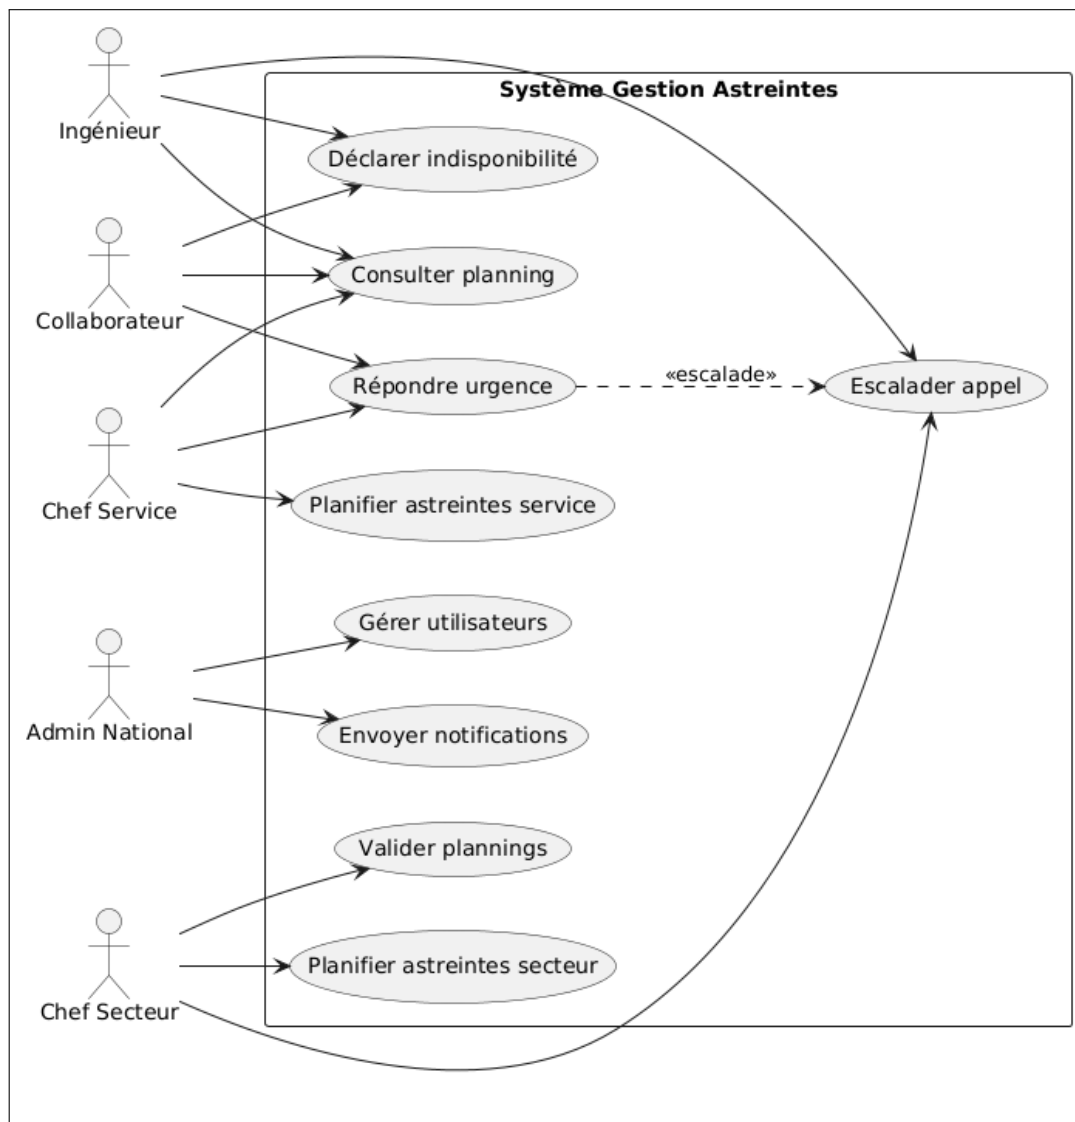 Système Gestion Astreintes
Ingénieur
Déclarer indisponibilité
Collaborateur
Consulter planning
Répondre urgence
«escalade»
Escalader appel
Chef Service
Planifier astreintes service
Gérer utilisateurs
Admin National
Envoyer notifications
Valider plannings
Planifier astreintes secteur
Chef Secteur